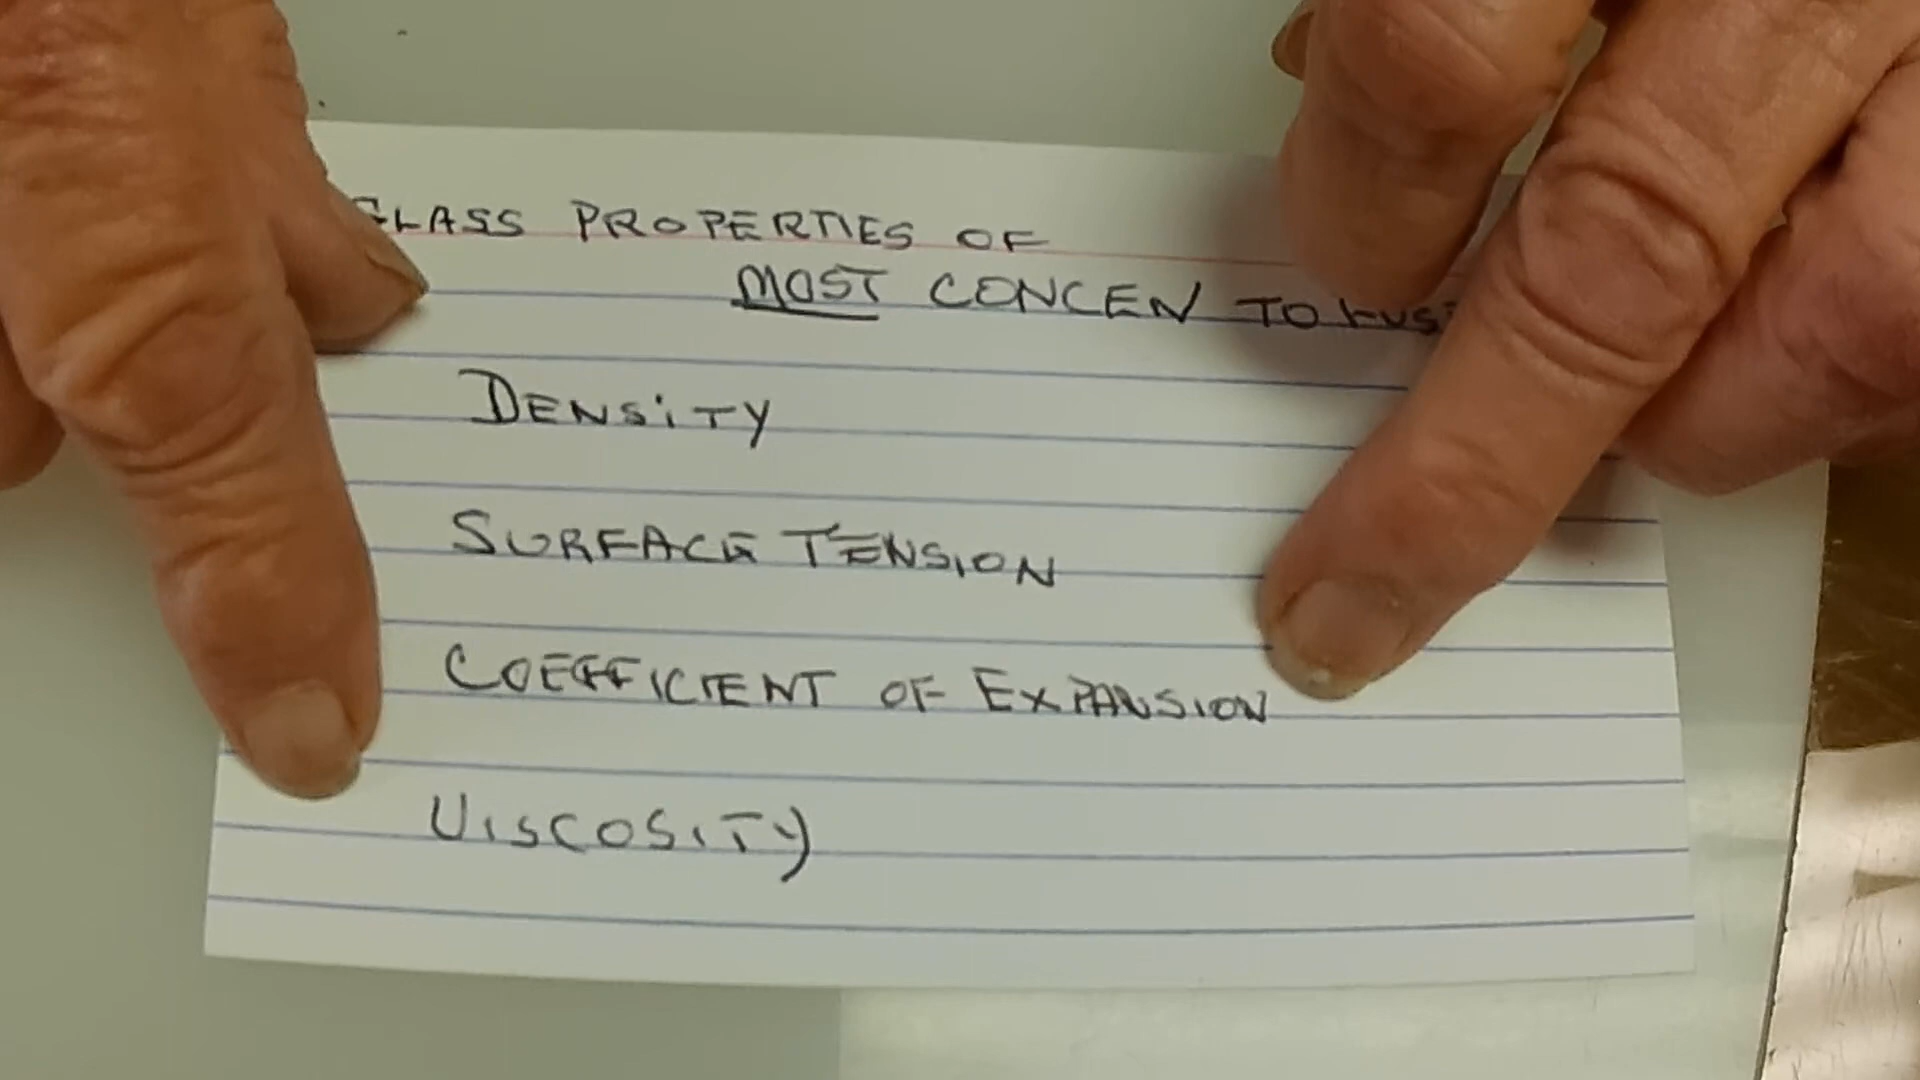 GLASS PROPERTIES OF
MOST CONCEN TO
DENSITY
SURFACE TENSION
COEFFICIENT OF EXPANSION
VISCOSITY